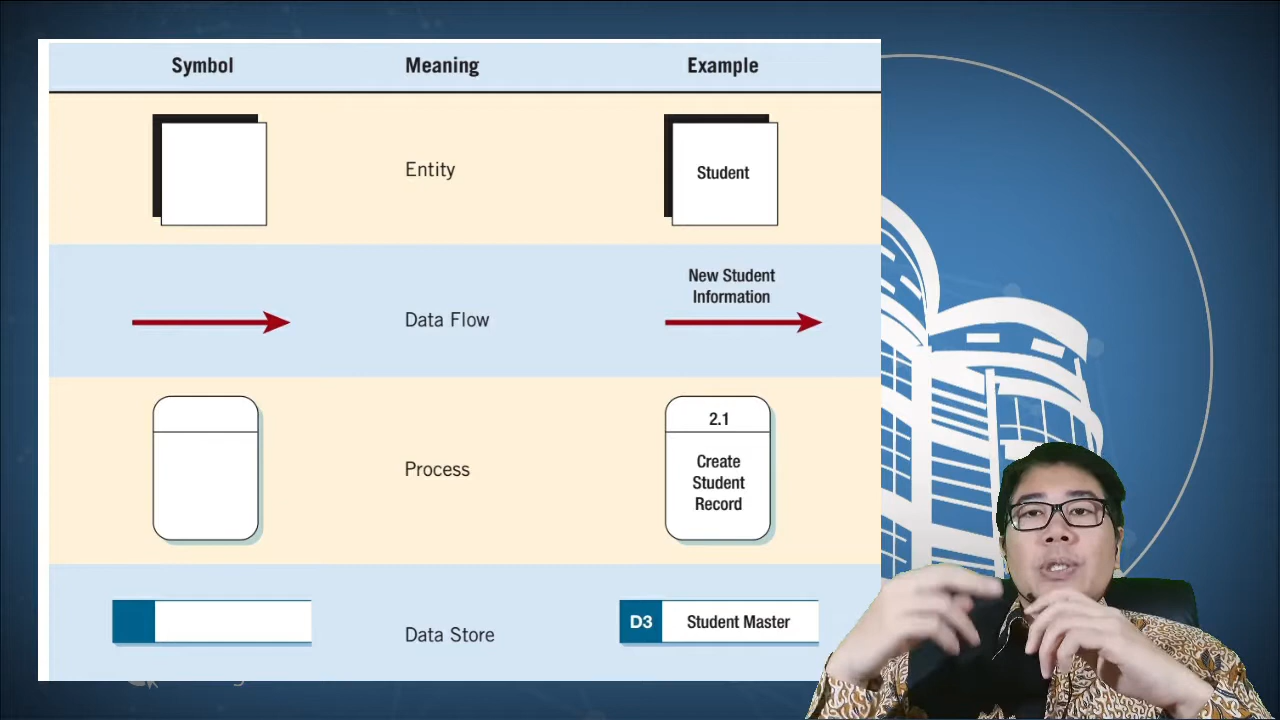 Symbol
Meaning
Example
Entity
Student
Data Flow
New Student
Information
Process
2.1
Create
Student
Record
Data Store
D3
Student Master